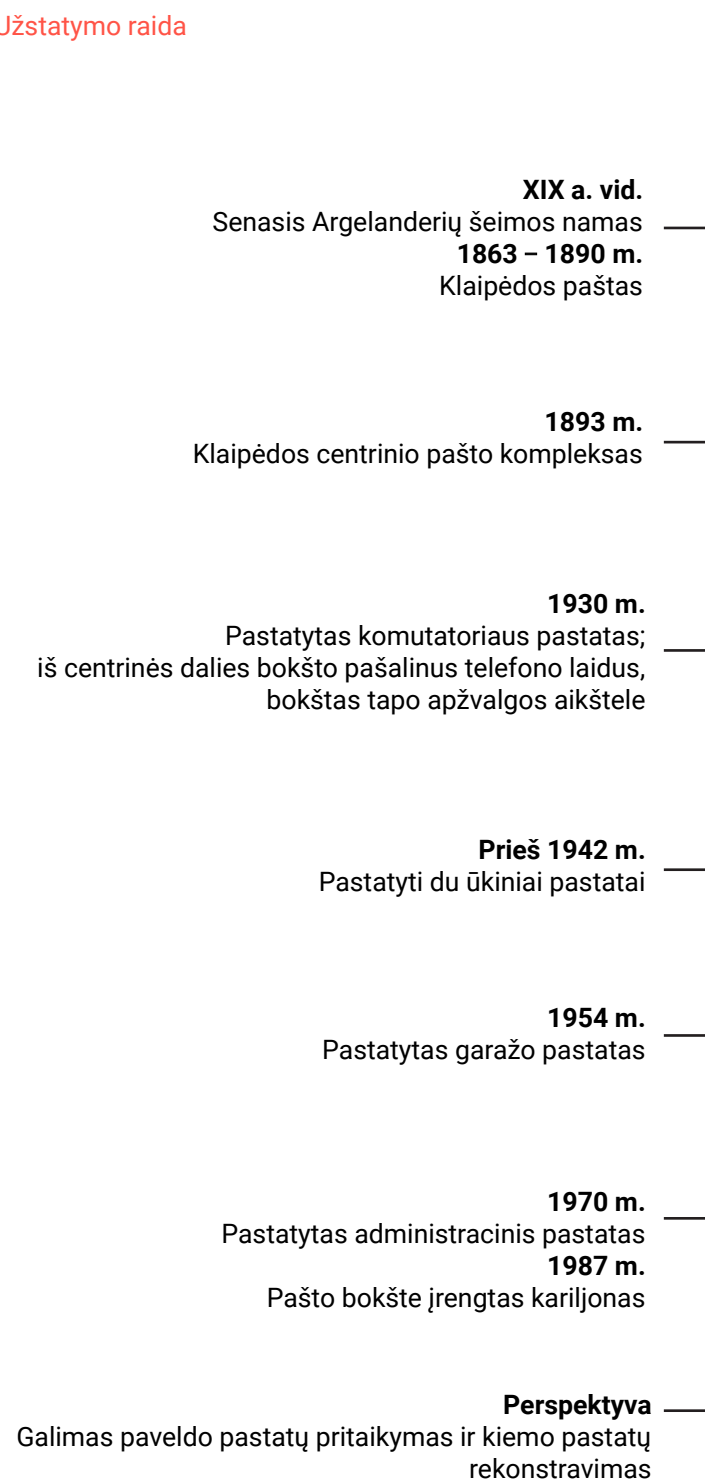 Užstatymo raida
XIX a. vid.
Senasis Argelanderių šeimos namas
1863 – 1890 m.
Klaipėdos paštas
1893 m.
Klaipėdos centrinio pašto kompleksas
1930 m.
Pastatytas komutatoriaus pastatas;
iš centrinės dalies bokšto pašalinus telefono laidus,
bokštas tapo apžvalgos aikštele
Prieš 1942 m.
Pastatyti du ūkiniai pastatai
1954 m.
Pastatytas garažo pastatas
1970 m.
Pastatytas administracinis pastatas
1987 m.
Pašto bokšte įrengtas kariljonas
Perspektyva
Galimas paveldo pastatų pritaikymas ir kiemo pastatų
rekonstravimas